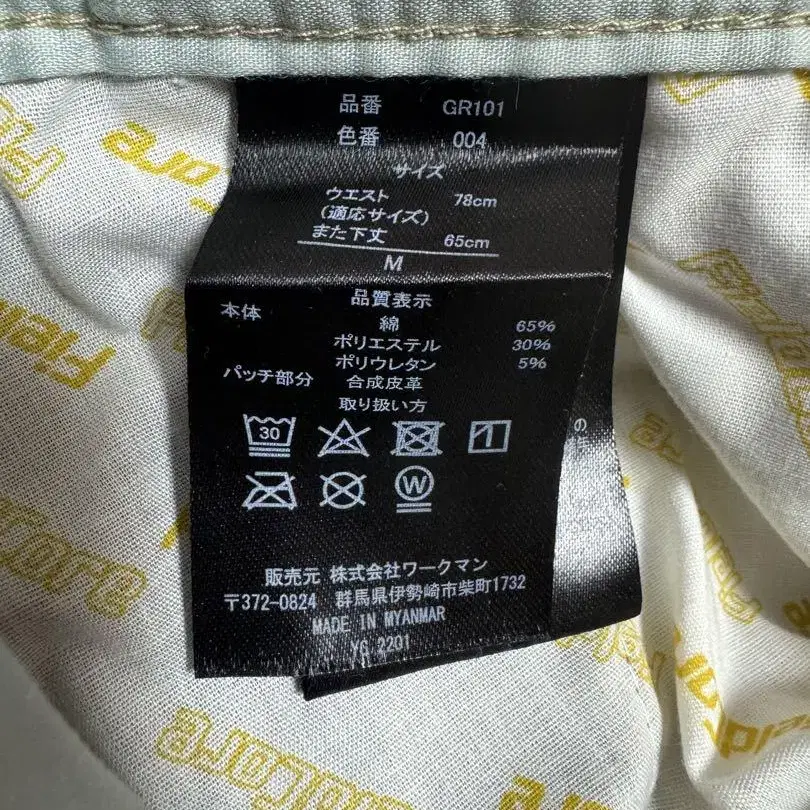 品番 GR101
色番 004
サイズ
ウエスト 78cm
(適応サイズ)
また下丈 65cm
M
品質表示
本体
綿 65%
ポリエステル 30%
ポリウレタン 5%
パッチ部分 合成皮革
取り扱い方
30
W
の
販売元 株式会社ワークマン
〒372-0824 群馬県伊勢崎市柴町1732
MADE IN MYANMAR
YG 2201